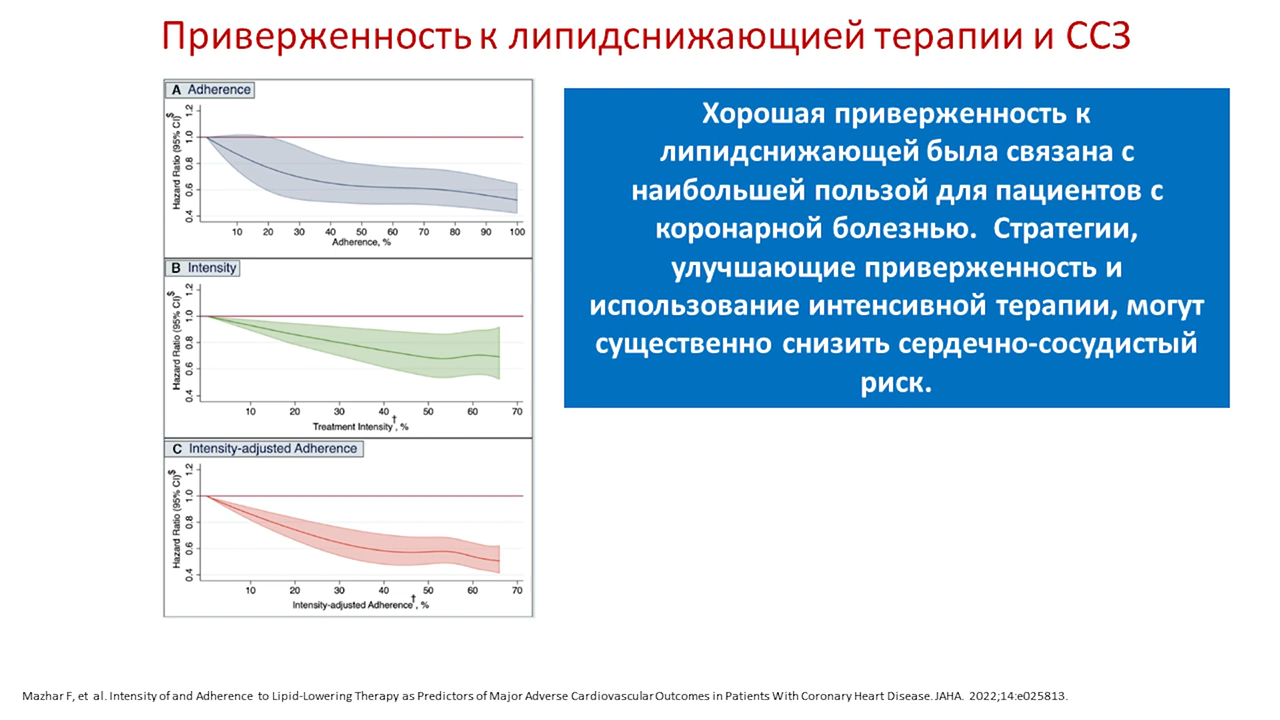 Приверженность к липидснижающией терапии и ССЗ
A Adherence
Hazard Ratio (95% CI)$
1.2
1.0
0.8
0.6
0.4
10 20 30 40 50 60 70 80 90 100
Adherence, %
B Intensity
Hazard Ratio (95% CI)$
1.2
1.0
0.8
0.6
0.4
10 20 30 40 50 60 70
Treatment Intensity†, %
C Intensity-adjusted Adherence
Hazard Ratio (95% CI)$
1.2
1.0
0.8
0.6
0.4
10 20 30 40 50 60 70
Intensity-adjusted Adherence†, %
Хорошая приверженность к
липидснижающей была связана с
наибольшей пользой для пациентов с
коронарной болезнью. Стратегии,
улучшающие приверженность и
использование интенсивной терапии, могут
существенно снизить сердечно-сосудистый
риск.
Mazhar F, et al. Intensity of and Adherence to Lipid-Lowering Therapy as Predictors of Major Adverse Cardiovascular Outcomes in Patients With Coronary Heart Disease. JAHA. 2022;14:e025813.